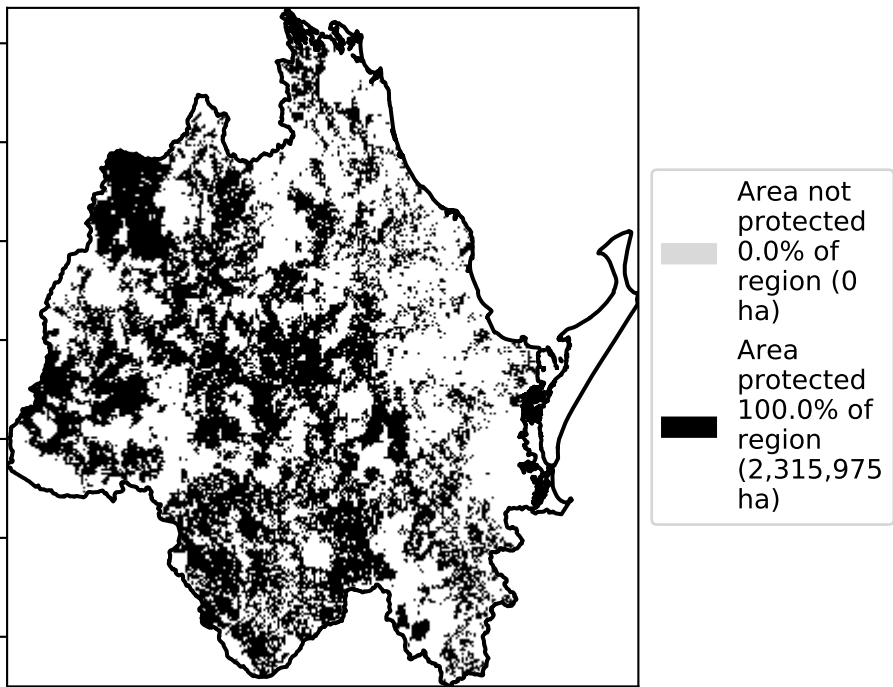 Area not
protected
0.0% of
region (0
ha)
Area
protected
100.0% of
region
(2,315,975
ha)